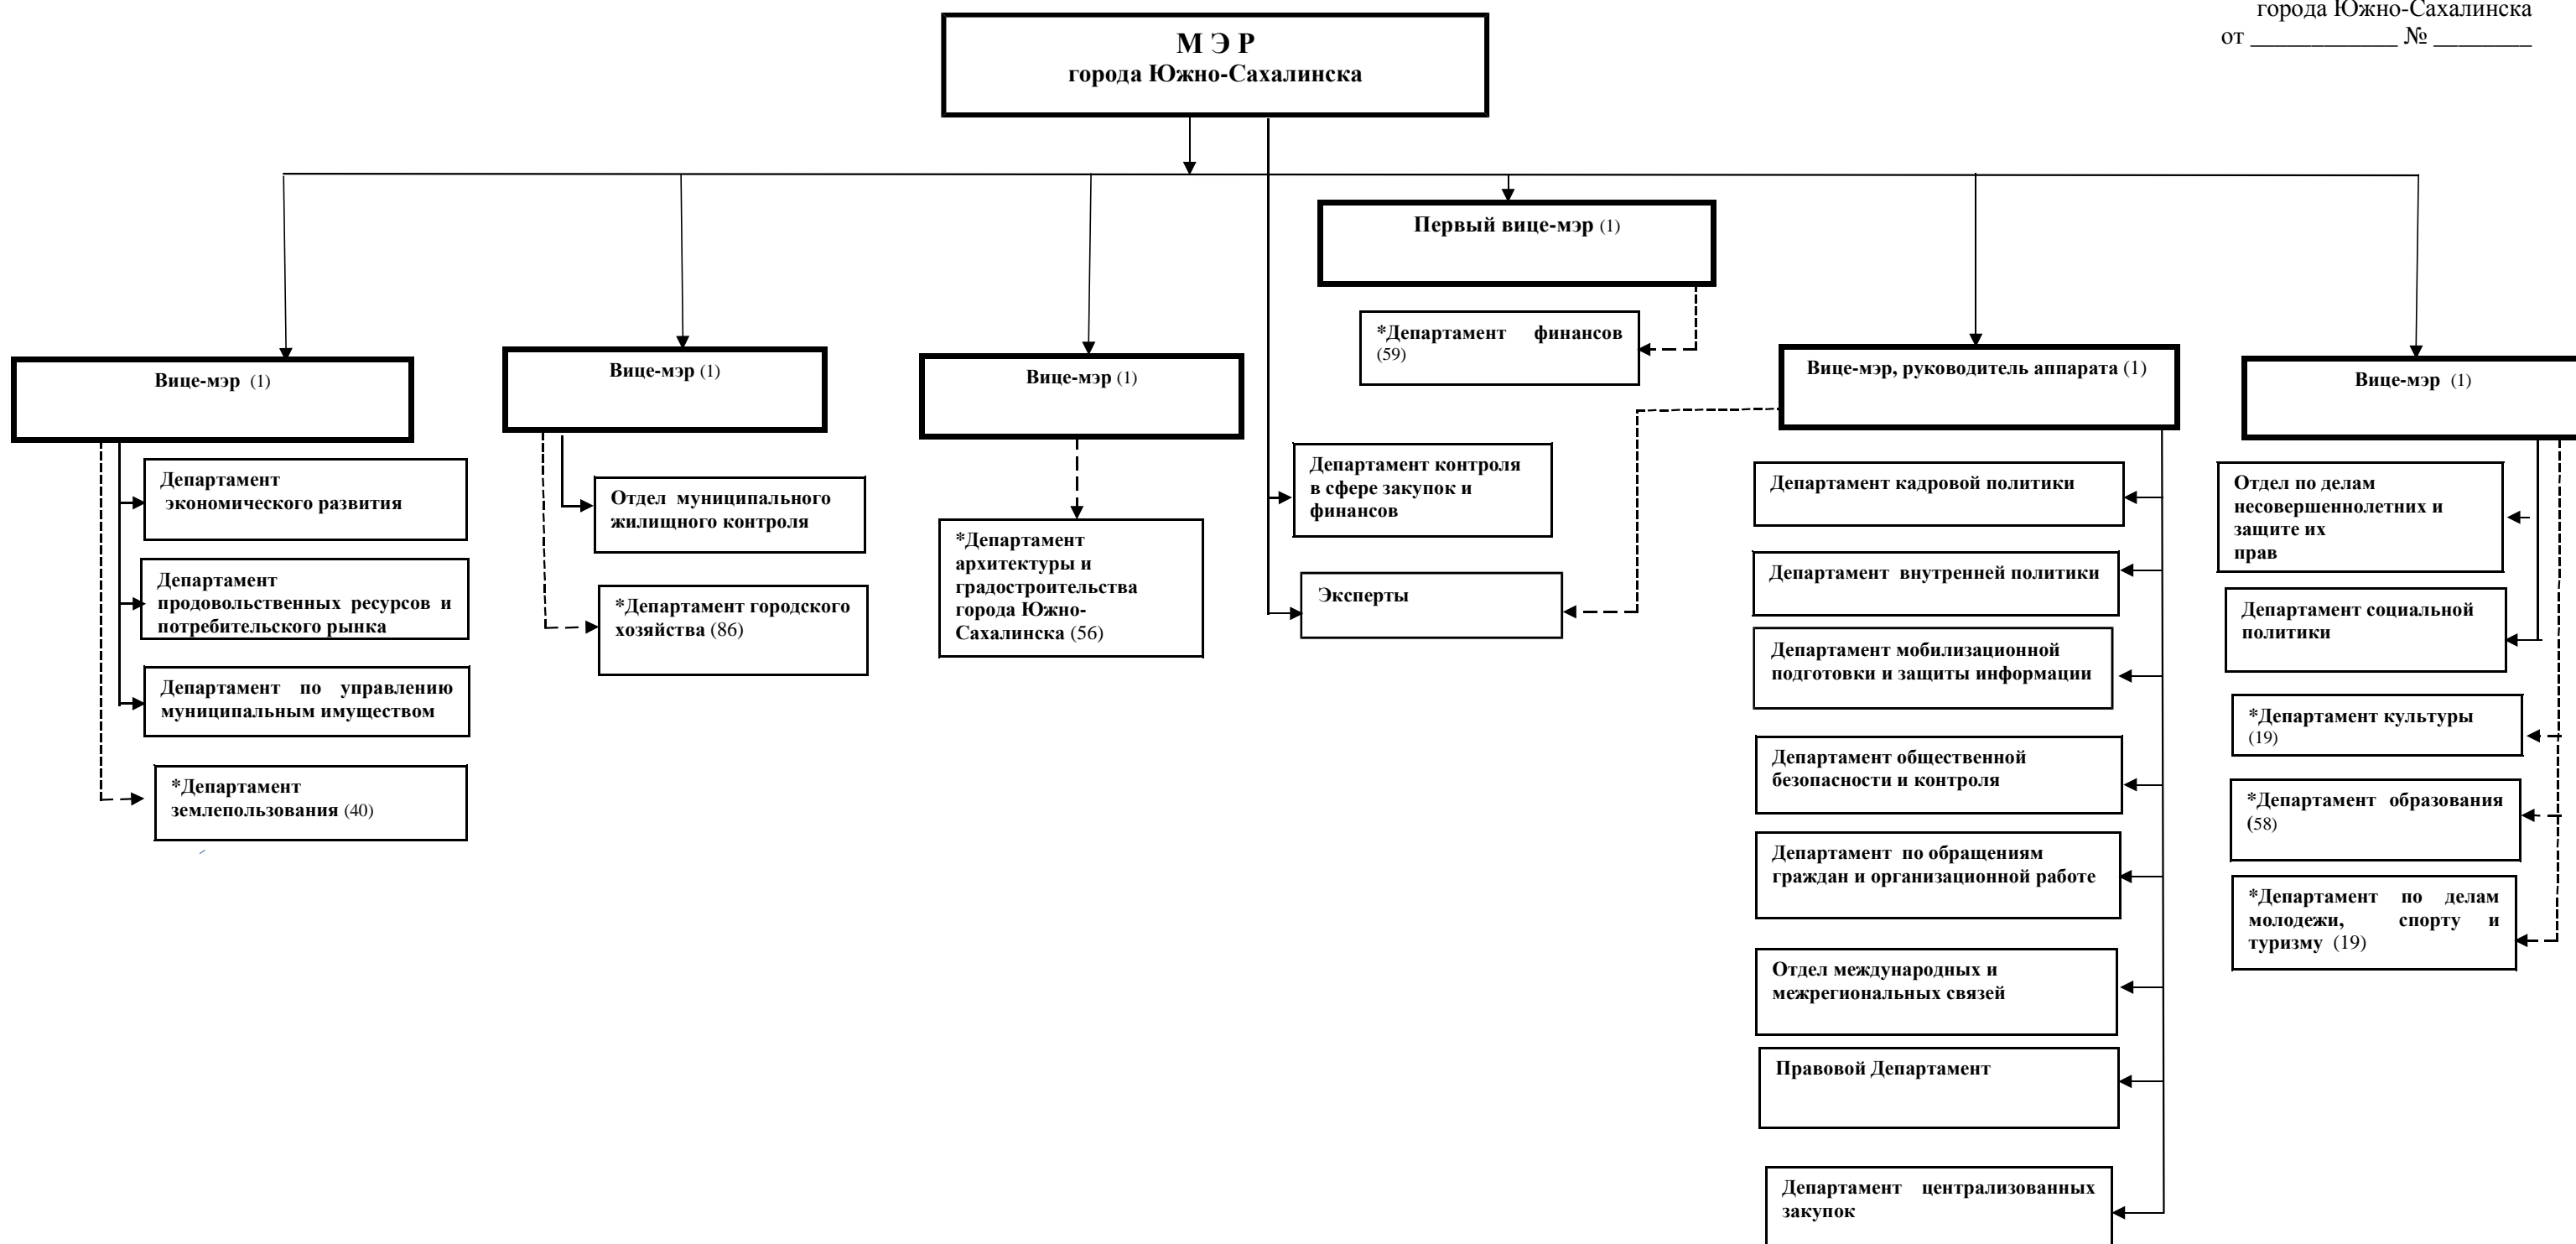 города Южно-Сахалинска
от ____________ № ________
М Э Р
города Южно-Сахалинска
Первый вице-мэр (1)
*Департамент финансов
(59)
Вице-мэр (1)
Департамент
экономического развития
Департамент
продовольственных ресурсов и
потребительского рынка
Департамент по управлению
муниципальным имуществом
*Департамент
землепользования (40)
Вице-мэр (1)
Отдел муниципального
жилищного контроля
*Департамент городского
хозяйства (86)
Вице-мэр (1)
*Департамент
архитектуры и
градостроительства
города Южно-
Сахалинска (56)
Департамент контроля
в сфере закупок и
финансов
Эксперты
Вице-мэр, руководитель аппарата (1)
Департамент кадровой политики
Департамент внутренней политики
Департамент мобилизационной
подготовки и защиты информации
Департамент общественной
безопасности и контроля
Департамент по обращениям
граждан и организационной работе
Отдел международных и
межрегиональных связей
Правовой Департамент
Департамент централизованных
закупок
Вице-мэр (1)
Отдел по делам
несовершеннолетних и
защите их
прав
Департамент социальной
политики
*Департамент культуры
(19)
*Департамент образования
(58)
*Департамент по делам
молодежи, спорту и
туризму (19)